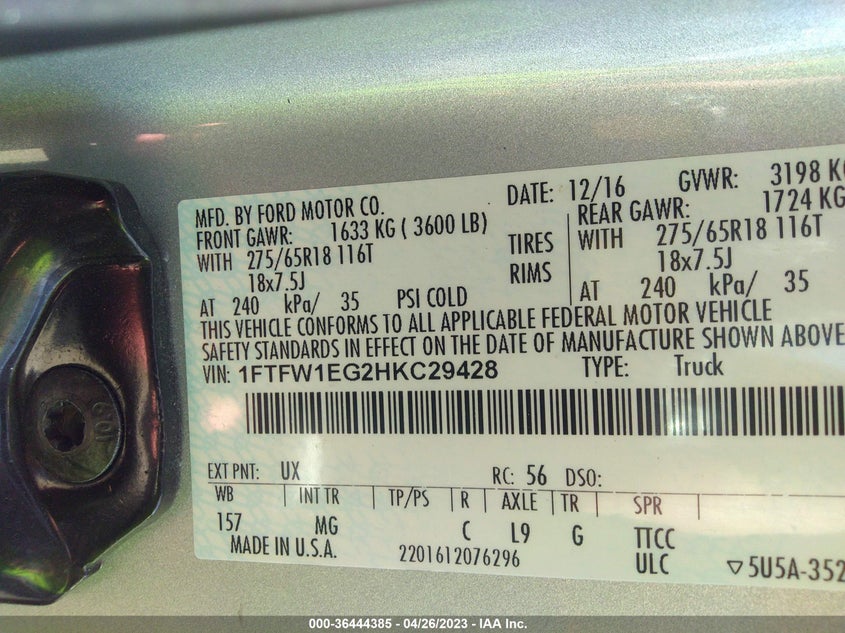 MFD. BY FORD MOTOR CO. DATE: 12/16 GVWR: 3198 KG
FRONT GAWR: 1633 KG ( 3600 LB) REAR GAWR: 1724 KG
WITH 275/65R18 116T TIRES WITH 275/65R18 116T
18x7.5J RIMS 18x7.5J
AT 240 kPa/ 35 PSI COLD AT 240 kPa/ 35
THIS VEHICLE CONFORMS TO ALL APPLICABLE FEDERAL MOTOR VEHICLE
SAFETY STANDARDS IN EFFECT ON THE DATE OF MANUFACTURE SHOWN ABOVE
VIN: 1FTFW1EG2HKC29428 TYPE: Truck
EXT PNT: UX RC: 56 DSO:
WB INT TR TP/PS R AXLE TR SPR
157 MG C L9 G TTCC
MADE IN U.S.A. 2201612076296 ULC ▽5U5A-352
000-36444385 - 04/26/2023 - IAA Inc.